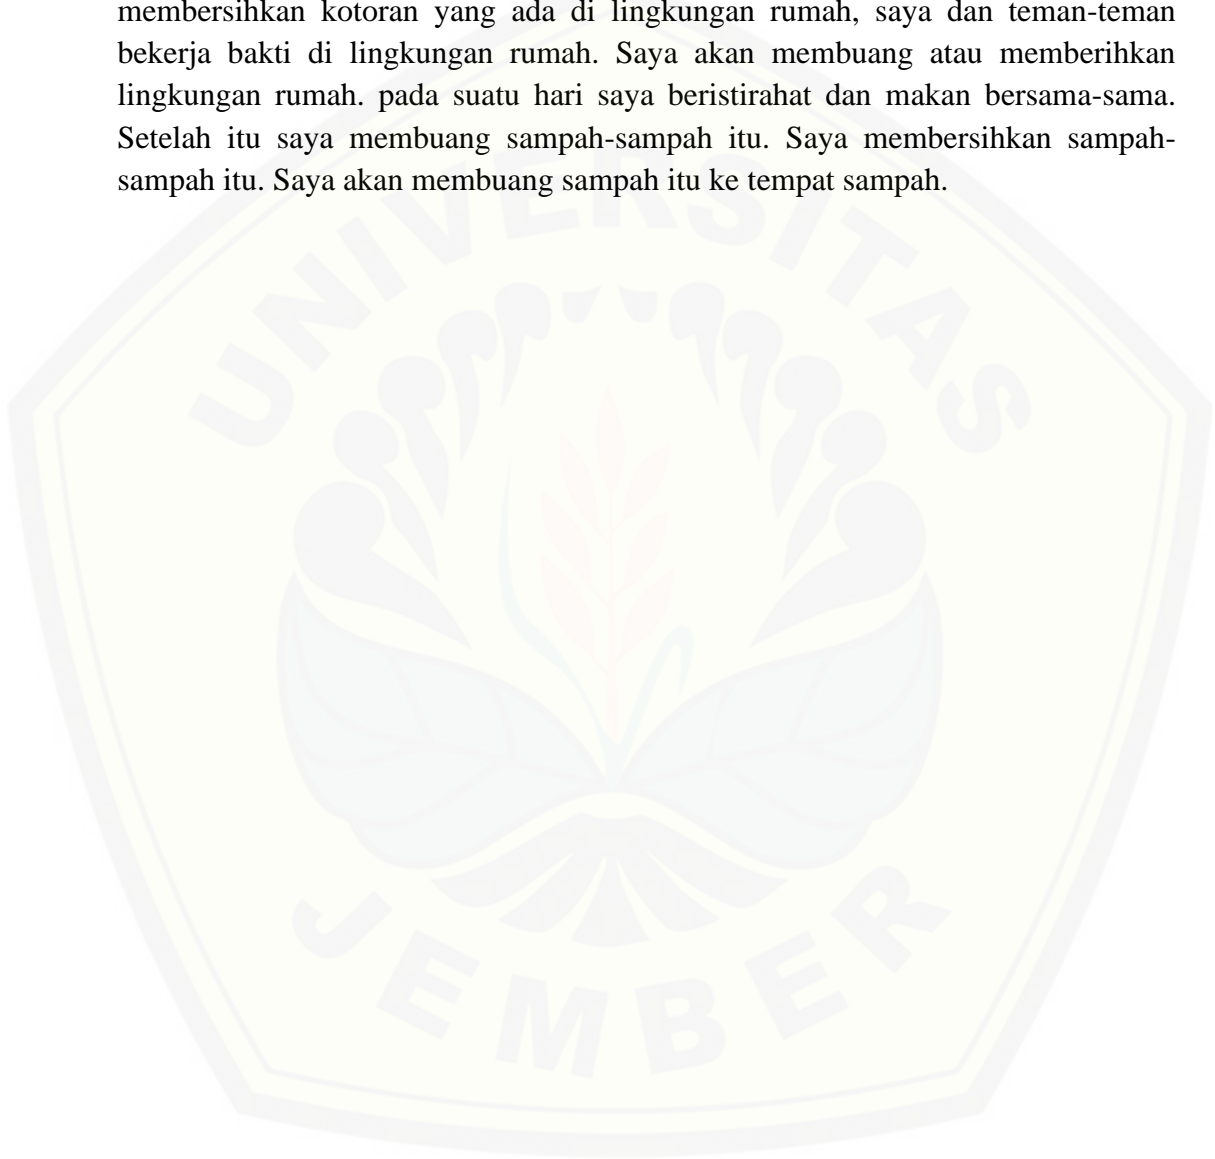 membersihkan kotoran yang ada di lingkungan rumah, saya dan teman-teman
bekerja bakti di lingkungan rumah. Saya akan membuang atau memberihkan
lingkungan rumah. pada suatu hari saya beristirahat dan makan bersama-sama.
Setelah itu saya membuang sampah-sampah itu. Saya membersihkan sampah-
sampah itu. Saya akan membuang sampah itu ke tempat sampah.
UNIVERSITAS
JEMBER